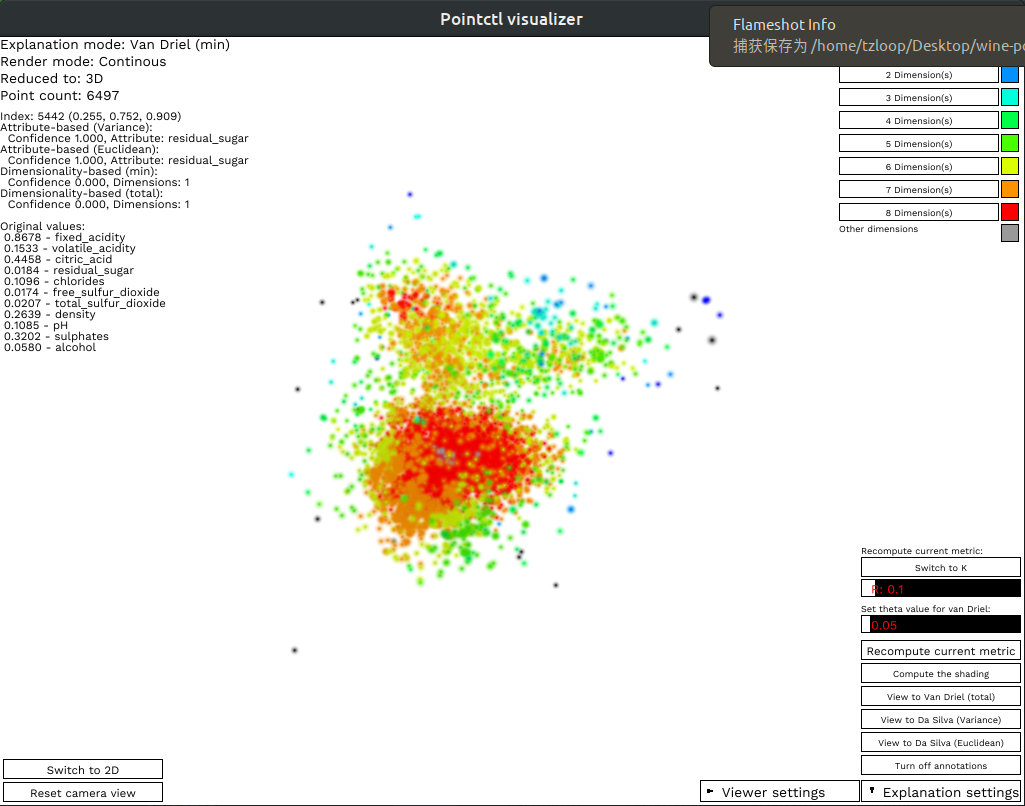 Pointctl visualizer
Flameshot Info
捕获保存为 /home/tzloop/Desktop/wine-po
Explanation mode: Van Driel (min)
Render mode: Continous
Reduced to: 3D
Point count: 6497
Index: 5442 (0.255, 0.752, 0.909)
Attribute-based (Variance):
Confidence 1.000, Attribute: residual_sugar
Attribute-based (Euclidean):
Confidence 1.000, Attribute: residual_sugar
Dimensionality-based (min):
Confidence 0.000, Dimensions: 1
Dimensionality-based (total):
Confidence 0.000, Dimensions: 1
Original values:
0.8678 - fixed_acidity
0.1533 - volatile_acidity
0.4458 - citric_acid
0.0184 - residual_sugar
0.1096 - chlorides
0.0174 - free_sulfur_dioxide
0.0207 - total_sulfur_dioxide
0.2639 - density
0.1085 - pH
0.3202 - sulphates
0.0580 - alcohol
2 Dimension(s)
3 Dimension(s)
4 Dimension(s)
5 Dimension(s)
6 Dimension(s)
7 Dimension(s)
8 Dimension(s)
Other dimensions
Recompute current metric:
Switch to K
R: 0.1
Set theta value for van Driel:
0.05
Recompute current metric
Compute the shading
View to Van Driel (total)
View to Da Silva (Variance)
View to Da Silva (Euclidean)
Turn off annotations
Switch to 2D
Reset camera view
Viewer settings
Explanation settings